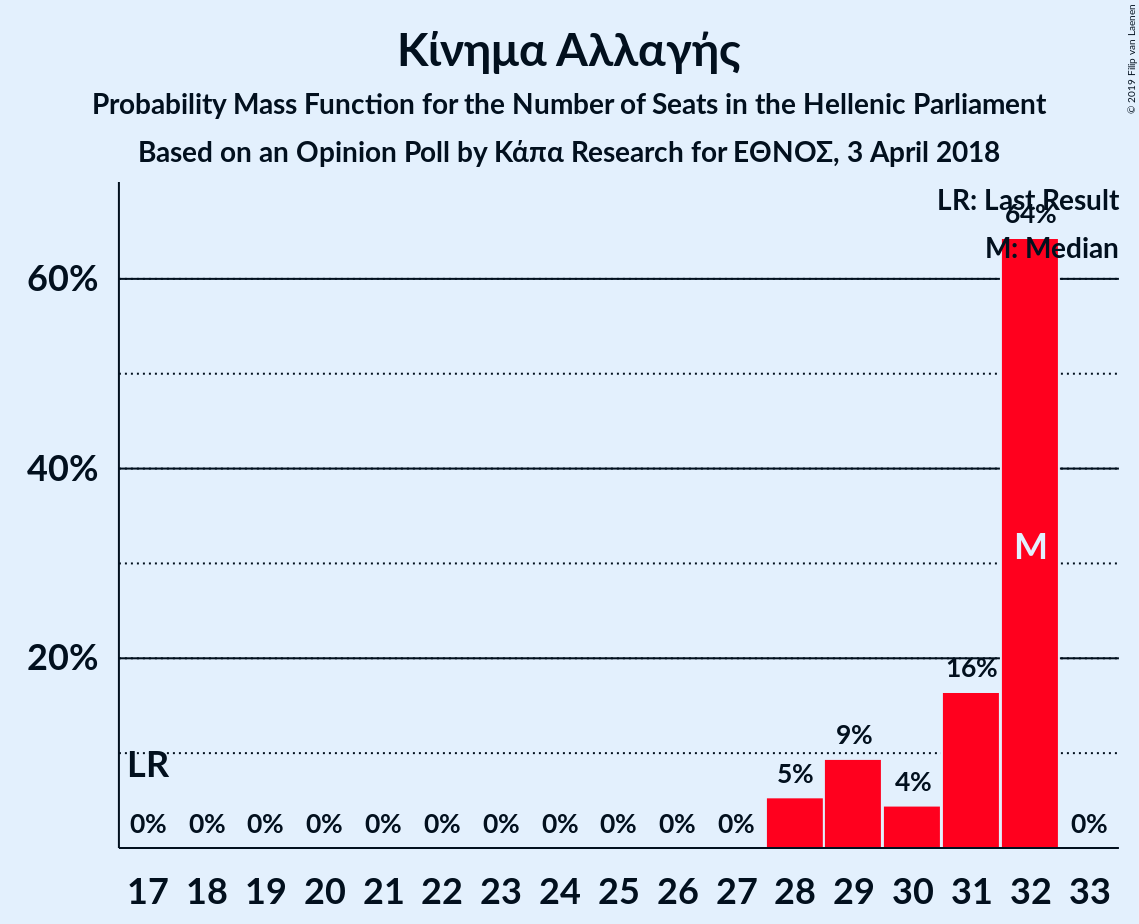 Κίνημα Αλλαγής
Probability Mass Function for the Number of Seats in the Hellenic Parliament
Based on an Opinion Poll by Κάπα Research for ΕΘΝΟΣ, 3 April 2018
© 2019 Filip van Laenen
LR: Last Result
M: Median
64%
60%
40%
M
20%
16%
9%
5%
4%
LR
0% 0% 0% 0% 0% 0% 0% 0% 0% 0% 0% 0%
17 18 19 20 21 22 23 24 25 26 27 28 29 30 31 32 33